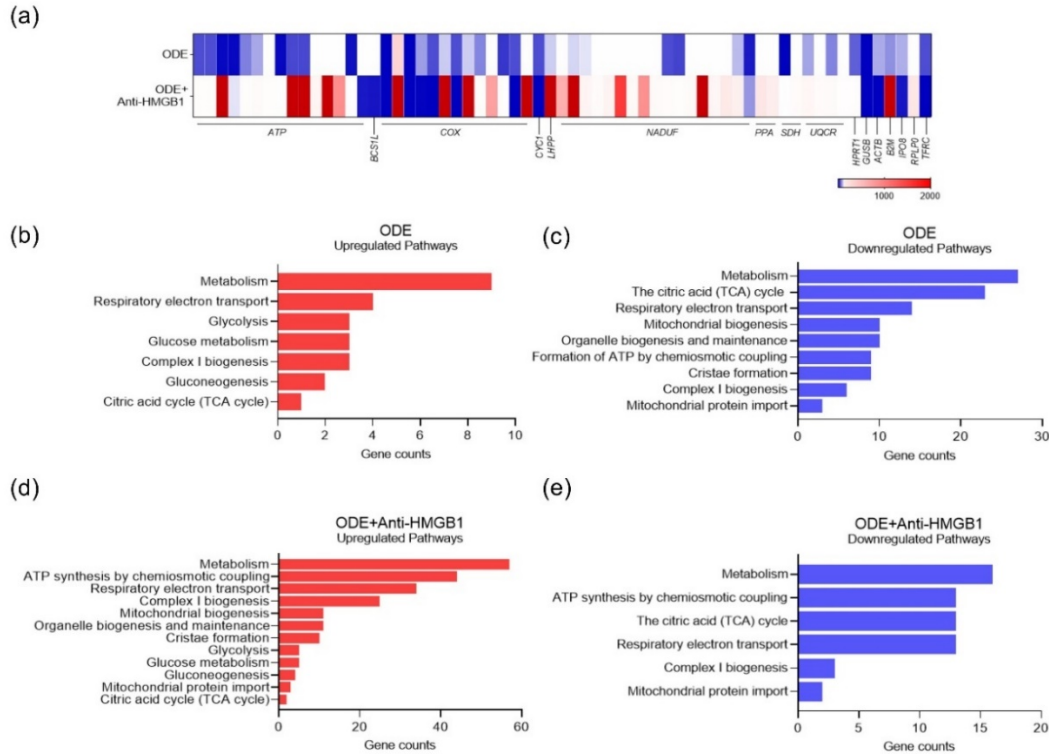 (a)
ODE
ODE+
Anti-HMGB1
ATP
BCS1L
COX
CYC1
LHPP
NADUF
PPA
SDH
UQCR
HPRT1
GUSB
ACTB
B2M
IPO8
RPLP0
TFRC
1000
2000
(b)
ODE
Upregulated Pathways
Metabolism
Respiratory electron transport
Glycolysis
Glucose metabolism
Complex I biogenesis
Gluconeogenesis
Citric acid cycle (TCA cycle)
0 2 4 6 8 10
Gene counts
(c)
ODE
Downregulated Pathways
Metabolism
The citric acid (TCA) cycle
Respiratory electron transport
Mitochondrial biogenesis
Organelle biogenesis and maintenance
Formation of ATP by chemiosmotic coupling
Cristae formation
Complex I biogenesis
Mitochondrial protein import
0 10 20 30
Gene counts
(d)
ODE+Anti-HMGB1
Upregulated Pathways
Metabolism
ATP synthesis by chemiosmotic coupling
Respiratory electron transport
Complex I biogenesis
Mitochondrial biogenesis
Organelle biogenesis and maintenance
Cristae formation
Glycolysis
Glucose metabolism
Gluconeogenesis
Mitochondrial protein import
Citric acid cycle (TCA cycle)
0 20 40 60
Gene counts
(e)
ODE+Anti-HMGB1
Downregulated Pathways
Metabolism
ATP synthesis by chemiosmotic coupling
The citric acid (TCA) cycle
Respiratory electron transport
Complex I biogenesis
Mitochondrial protein import
0 5 10 15 20
Gene counts